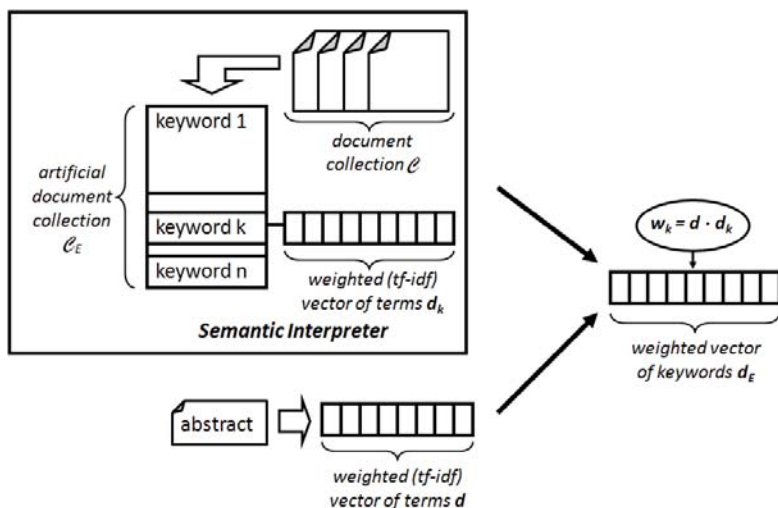 keyword 1
document
collection 𝒞
artificial
document
collection
𝒞E
keyword k
keyword n
weighted (tf-idf)
vector of terms dk
Semantic Interpreter
wk = d · dk
weighted vector
of keywords dE
abstract
weighted (tf-idf)
vector of terms d